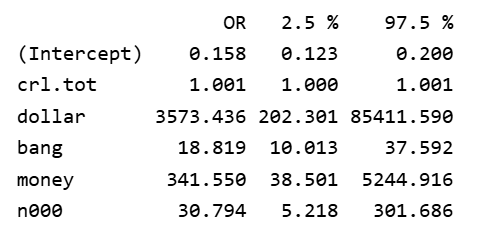 OR 2.5 % 97.5 %
(Intercept) 0.158 0.123 0.200
crl.tot 1.001 1.000 1.001
dollar 3573.436 202.301 85411.590
bang 18.819 10.013 37.592
money 341.550 38.501 5244.916
n000 30.794 5.218 301.686